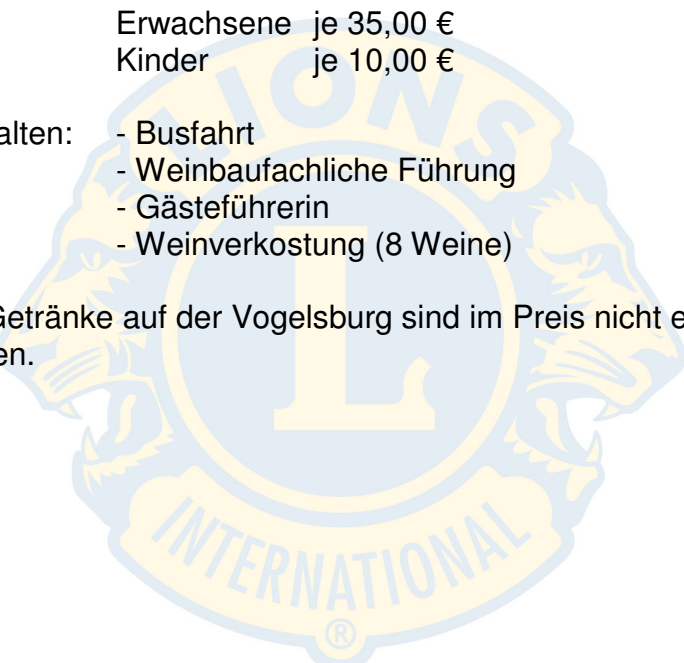 Erwachsene je 35,00 €
Kinder je 10,00 €
alten: - Busfahrt
- Weinbaufachliche Führung
- Gästeführerin
- Weinverkostung (8 Weine)
Getränke auf der Vogelsburg sind im Preis nicht e
en.
LIONS
L
INTERNATIONAL
®